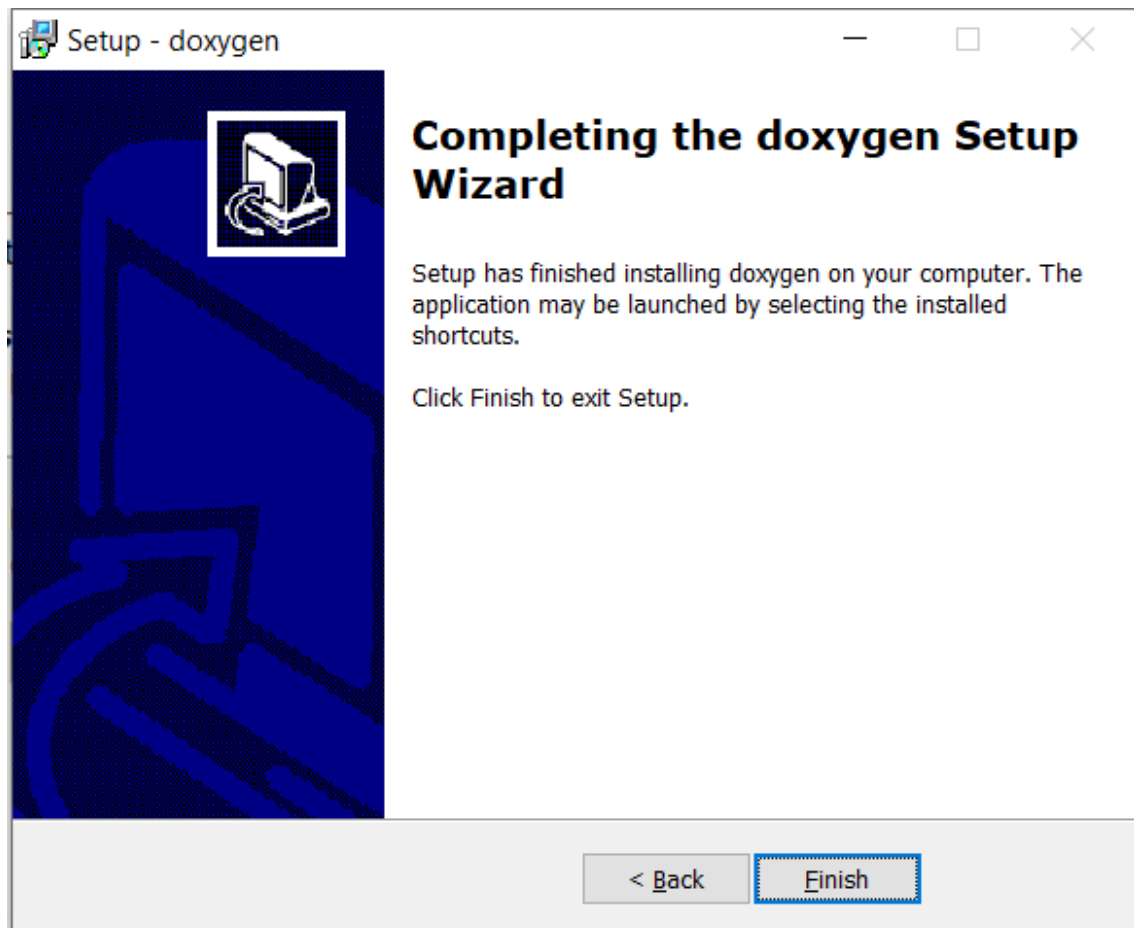 Setup - doxygen
Completing the doxygen Setup
Wizard
Setup has finished installing doxygen on your computer. The
application may be launched by selecting the installed
shortcuts.
Click Finish to exit Setup.
< Back
Finish